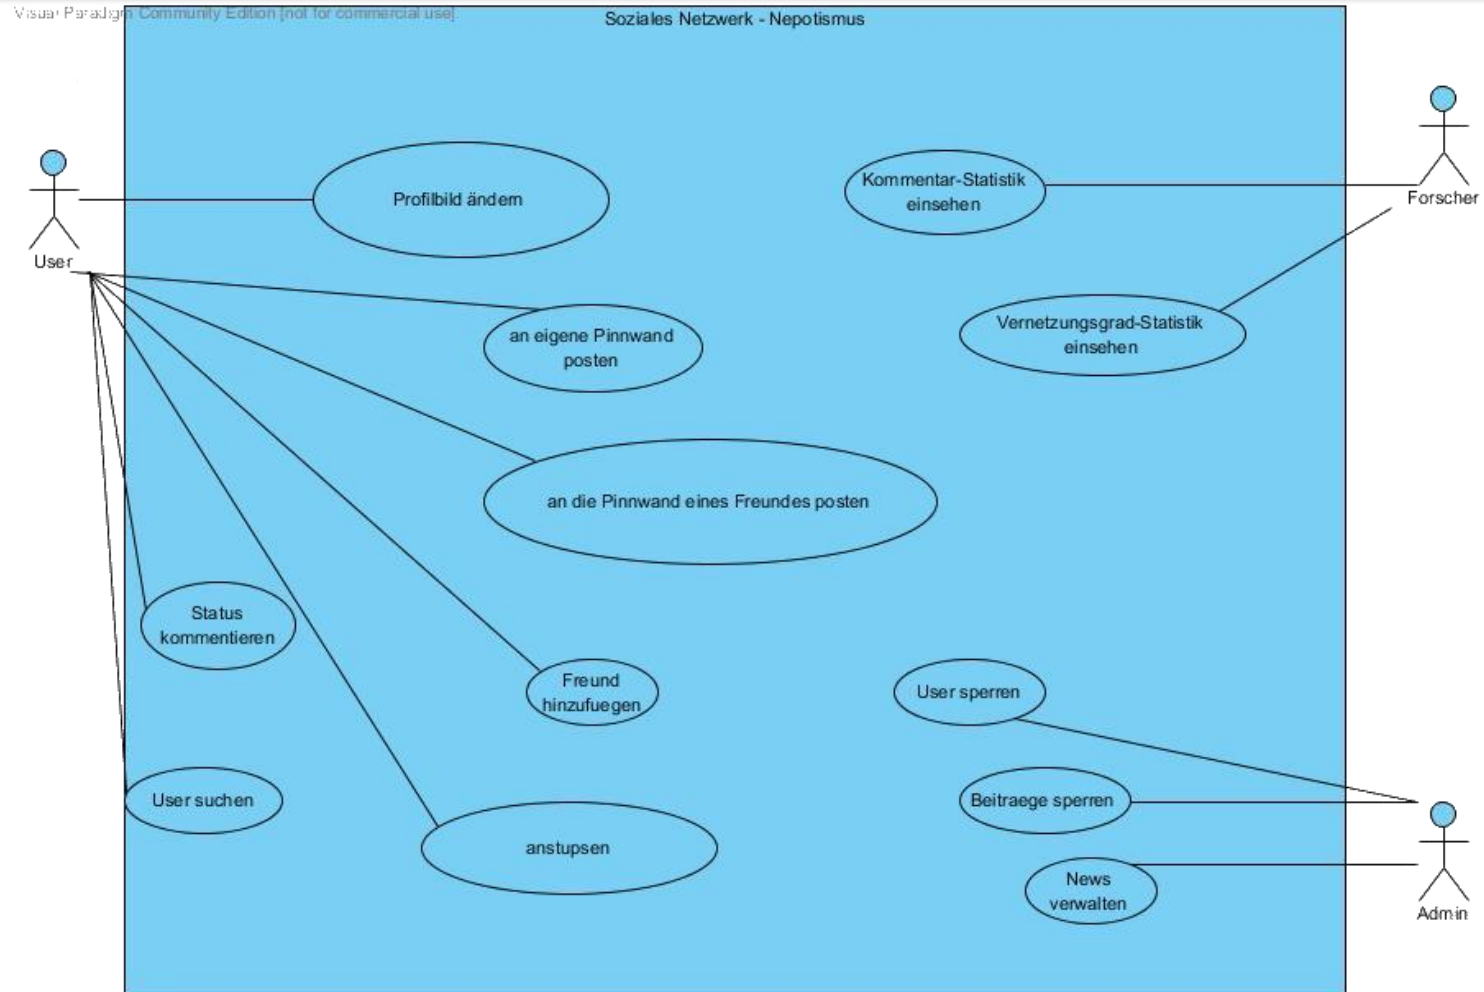 Visual Paradigm Community Edition [not for commercial use]
Soziales Netzwerk - Nepotismus
Profilbild ändern
Kommentar-Statistik
einsehen
Forscher
User
an eigene Pinnwand
posten
Vernetzungsgrad-Statistik
einsehen
an die Pinnwand eines Freundes posten
Status
kommentieren
Freund
hinzufuegen
User sperren
User suchen
Beitraege sperren
anstupsen
News
verwalten
Admin